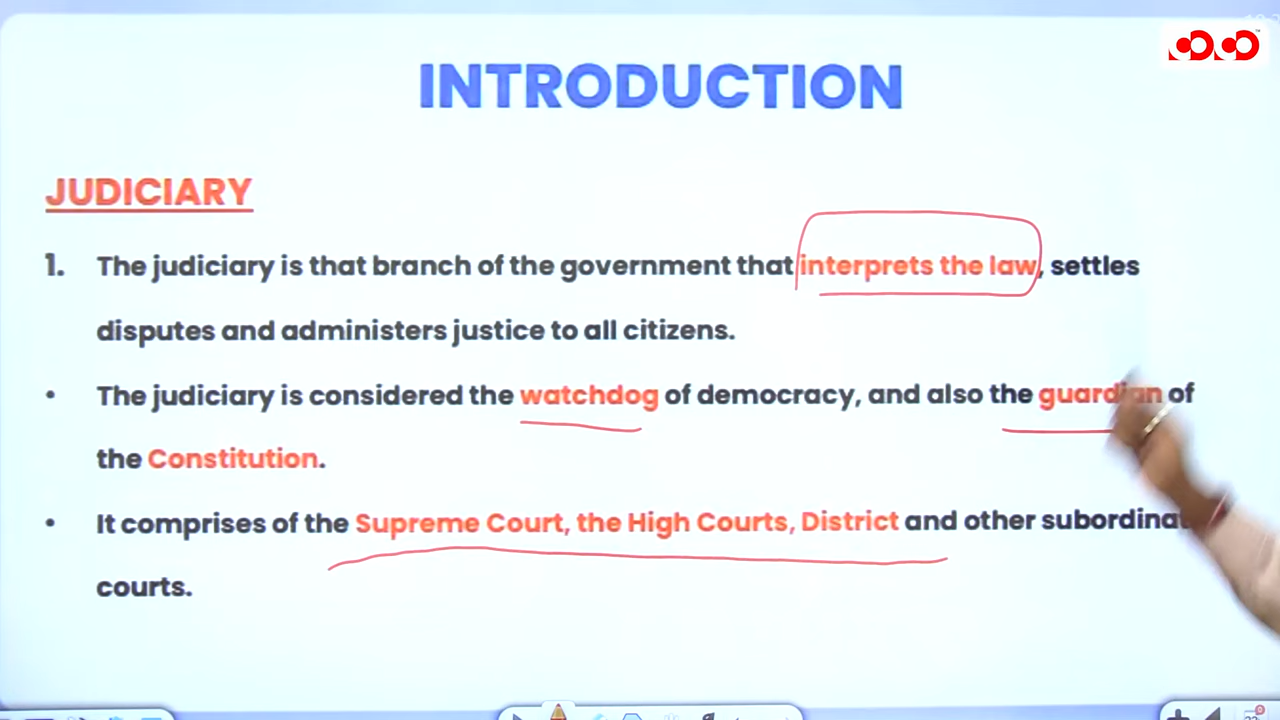 INTRODUCTION
JUDICIARY
1. The judiciary is that branch of the government that interprets the law, settles
disputes and administers justice to all citizens.
• The judiciary is considered the watchdog of democracy, and also the guardian of
the Constitution.
• It comprises of the Supreme Court, the High Courts, District and other
courts.